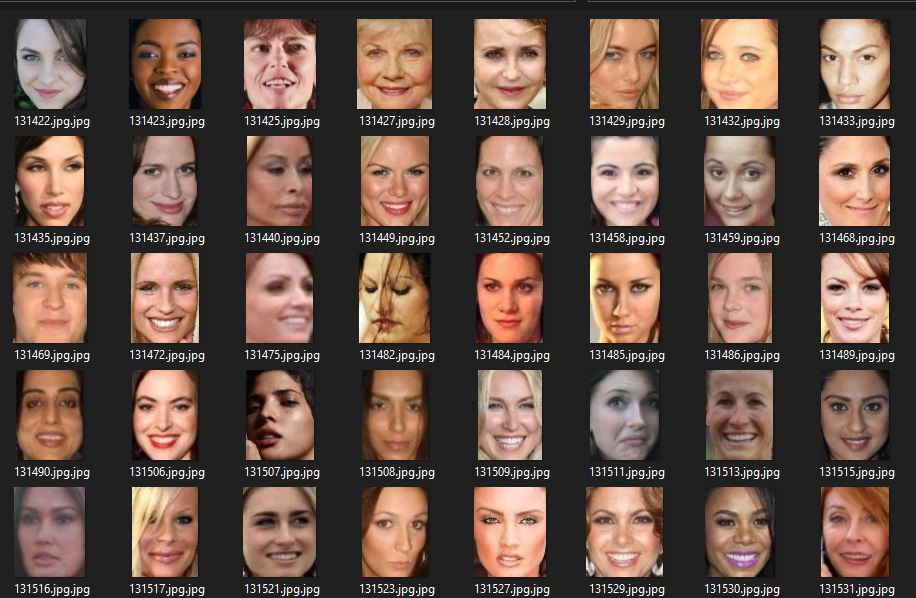 131422.jpg.jpg 131423.jpg.jpg 131425.jpg.jpg 131427.jpg.jpg 131428.jpg.jpg 131429.jpg.jpg 131432.jpg.jpg 131433.jpg.jpg
131435.jpg.jpg 131437.jpg.jpg 131440.jpg.jpg 131449.jpg.jpg 131452.jpg.jpg 131458.jpg.jpg 131459.jpg.jpg 131468.jpg.jpg
131469.jpg.jpg 131472.jpg.jpg 131475.jpg.jpg 131482.jpg.jpg 131484.jpg.jpg 131485.jpg.jpg 131486.jpg.jpg 131489.jpg.jpg
131490.jpg.jpg 131506.jpg.jpg 131507.jpg.jpg 131508.jpg.jpg 131509.jpg.jpg 131511.jpg.jpg 131513.jpg.jpg 131515.jpg.jpg
131516.jpg.jpg 131517.jpg.jpg 131521.jpg.jpg 131523.jpg.jpg 131527.jpg.jpg 131529.jpg.jpg 131530.jpg.jpg 131531.jpg.jpg